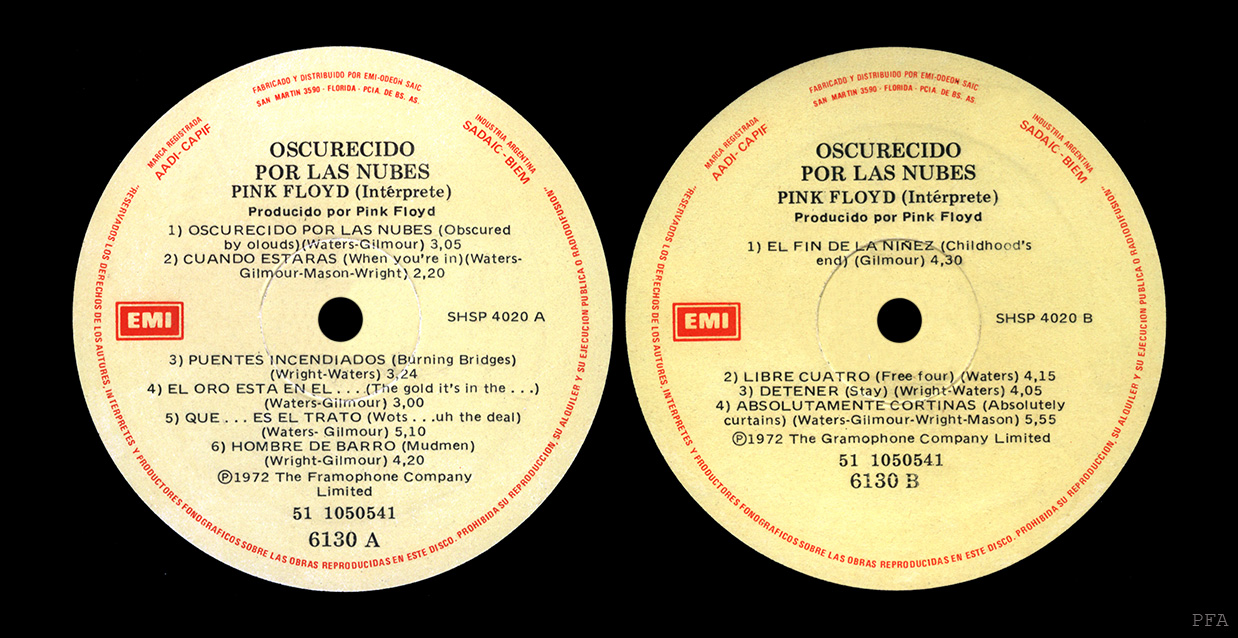 FABRICADO Y DISTRIBUIDO POR EMI-ODEON SAIC
SAN MARTIN 3590 - FLORIDA - PCIA. DE BS. AS.
MARCA REGISTRADA
AADI-CAPIF
INDUSTRIA ARGENTINA
SADAIC-BIEM
OSCURECIDO
POR LAS NUBES
PINK FLOYD (Intérprete)
Producido por Pink Floyd
1) OSCURECIDO POR LAS NUBES (Obscured
by olouds)(Waters-Gilmour) 3,05
2) CUANDO ESTARAS (When you're in)(Waters-
Gilmour-Mason-Wright) 2,20
EMI
SHSP 4020 A
3) PUENTES INCENDIADOS (Burning Bridges)
(Wright-Waters) 3,24
4) EL ORO ESTA EN EL . . . (The gold it's in the . . .)
(Waters-Gilmour) 3,00
5) QUE . . . ES EL TRATO (Wots . . .uh the deal)
(Waters- Gilmour) 5,10
6) HOMBRE DE BARRO (Mudmen)
(Wright-Gilmour) 4,20
Ⓟ1972 The Framophone Company
Limited
51 1050541
6130 A
"RESERVADOS LOS DERECHOS DE LOS AUTORES, INTERPRETES Y PRODUCTORES FONOGRAFICOS SOBRE LAS OBRAS REPRODUCIDAS EN ESTE DISCO. PROHIBIDA SU REPRODUCCION, SU ALQUILER Y SU EJECUCION PUBLICA O RADIODIFUSION".
FABRICADO Y DISTRIBUIDO POR EMI-ODEON SAIC
SAN MARTIN 3590 - FLORIDA - PCIA. DE BS. AS.
MARCA REGISTRADA
AADI-CAPIF
INDUSTRIA ARGENTINA
SADAIC-BIEM
OSCURECIDO
POR LAS NUBES
PINK FLOYD (Intérprete)
Producido por Pink Floyd
1) EL FIN DE LA NIÑEZ (Childhood's
end) (Gilmour) 4,30
EMI
SHSP 4020 B
2) LIBRE CUATRO (Free four) (Waters) 4,15
3) DETENER (Stay) (Wright-Waters) 4,05
4) ABSOLUTAMENTE CORTINAS (Absolutely
curtains) (Waters-Gilmour-Wright-Mason) 5,55
Ⓟ1972 The Gramophone Company Limited
51 1050541
6130 B
"RESERVADOS LOS DERECHOS DE LOS AUTORES, INTERPRETES Y PRODUCTORES FONOGRAFICOS SOBRE LAS OBRAS REPRODUCIDAS EN ESTE DISCO. PROHIBIDA SU REPRODUCCION, SU ALQUILER Y SU EJECUCION PUBLICA O RADIODIFUSION".
PFA